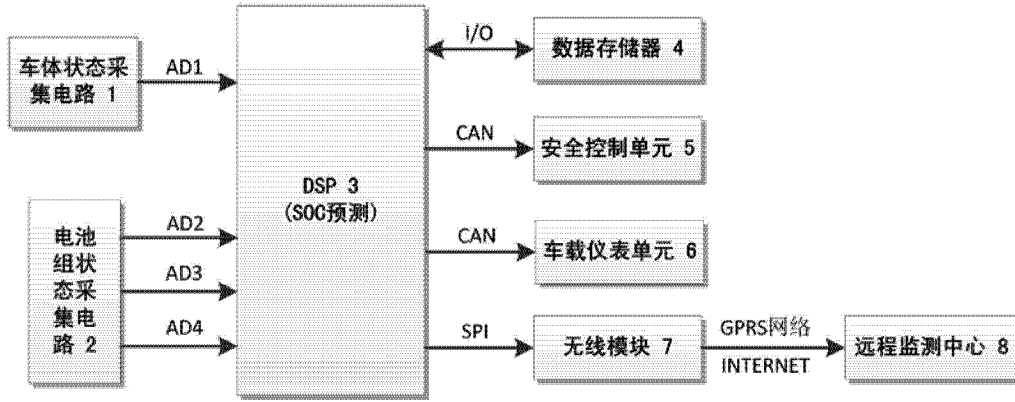 车体状态采
集电路 1
AD1
电池
组状
态采
集电
路 2
AD2
AD3
AD4
DSP 3
(SOC预测)
I/O
数据存储器 4
CAN
安全控制单元 5
CAN
车载仪表单元 6
SPI
无线模块 7
GPRS网络
INTERNET
远程监测中心 8